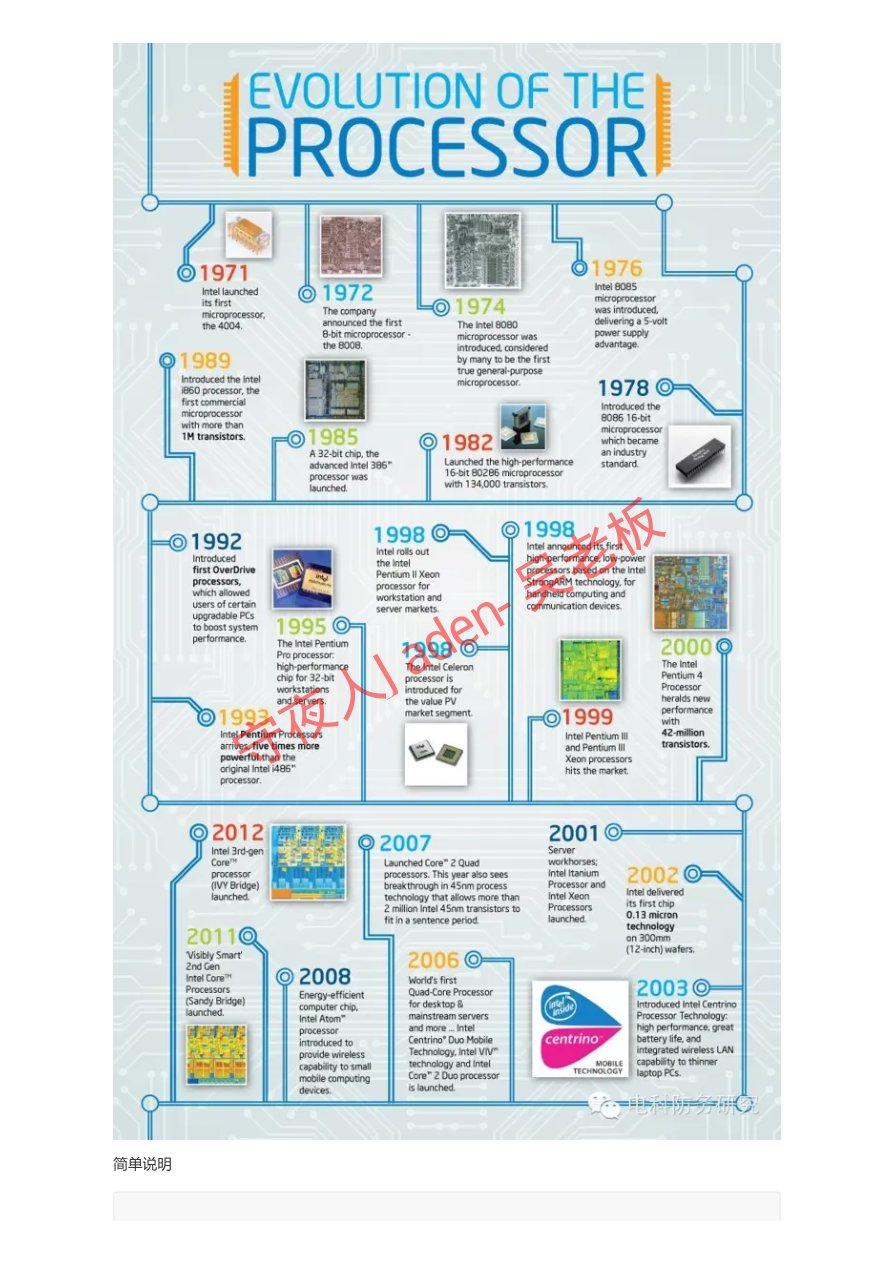 EVOLUTION OF THE
PROCESSOR
1971
Intel launched
its first
microprocessor,
the 4004.
1972
The company
announced the first
8-bit microprocessor -
the 8008.
1974
The Intel 8080
microprocessor was
introduced, considered
by many to be the first
true general-purpose
microprocessor.
1976
Intel 8085
microprocessor
was introduced,
delivering a 5-volt
power supply
advantage.
1989
Introduced the Intel
i860 processor, the
first commercial
microprocessor
with more than
1M transistors.
1985
A 32-bit chip, the
advanced Intel 386™
processor was
launched.
1982
Launched the high-performance
16-bit 80286 microprocessor
with 134,000 transistors.
1978
Introduced the
8086 16-bit
microprocessor
which became
an industry
standard.
1992
Introduced
first OverDrive
processors,
which allowed
users of certain
upgradable PCs
to boost system
performance.
1995
The Intel Pentium
Pro processor:
high-performance
chip for 32-bit
workstations
and servers.
1998
Intel rolls out
the Intel
Pentium II Xeon
processor for
workstation and
server markets.
1998
Intel announced its first
high-performance, low-power
processors based on the Intel
StrongARM technology, for
handheld computing and
communication devices.
1993
Intel Pentium Processors
arrives, five times more
powerful than the
original Intel i486™
processor.
1998
The Intel Celeron
processor is
introduced for
the value PV
market segment.
1999
Intel Pentium III
and Pentium III
Xeon processors
hits the market.
2000
The Intel
Pentium 4
Processor
heralds new
performance
with
42-million
transistors.
守夜人J aden- 吴老板
2012
Intel 3rd-gen
Core™
processor
(IVY Bridge)
launched.
2007
Launched Core™ 2 Quad
processors. This year also sees
breakthrough in 45nm process
technology that allows more than
2 million Intel 45nm transistors to
fit in a sentence period.
2001
Server
workhorses;
Intel Itanium
Processor and
Intel Xeon
Processors
launched.
2002
Intel delivered
its first chip
0.13 micron
technology
on 300mm
(12-inch) wafers.
2011
'Visibly Smart'
2nd Gen
Intel Core™
Processors
(Sandy Bridge)
launched.
2008
Energy-efficient
computer chip,
Intel Atom™
processor
introduced to
provide wireless
capability to small
mobile computing
devices.
2006
World's first
Quad-Core Processor
for desktop &
mainstream servers
and more ... Intel
Centrino® Duo Mobile
Technology, Intel VIV™
technology and Intel
Core™ 2 Duo processor
is launched.
intel
inside
centrino™
MOBILE
TECHNOLOGY
2003
Introduced Intel Centrino
Processor Technology:
high performance, great
battery life, and
integrated wireless LAN
capability to thinner
laptop PCs.
电科防务研究
简单说明